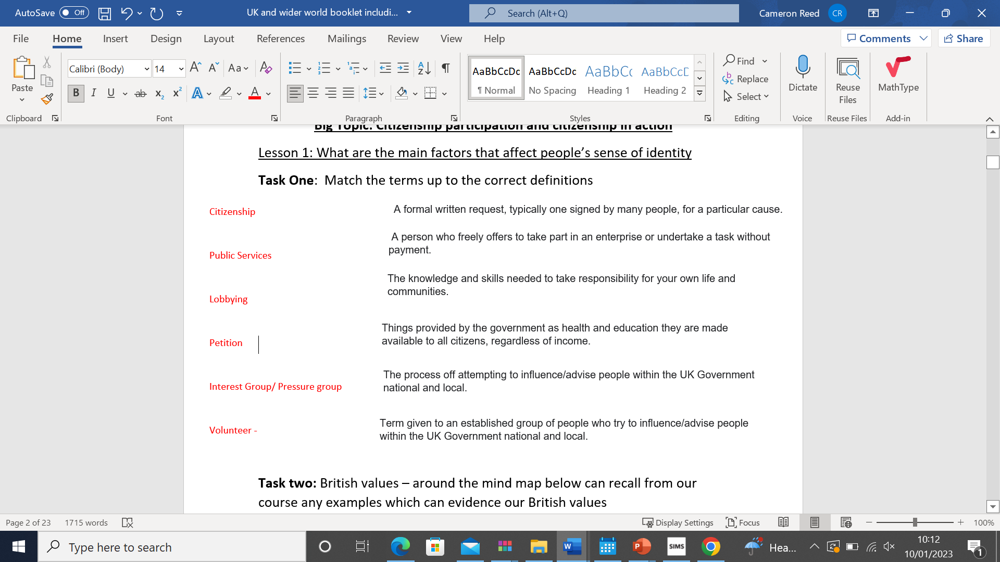 AutoSave Off UK and wider world booklet includi... Search (Alt+Q) Cameron Reed CR
File Home Insert Design Layout References Mailings Review View Help Comments Share
Paste Calibri (Body) 14 Aa
B I U ab x2 x2 A A
AaBbCcDc AaBbCcDc AaBbCc AaBbCcD
¶ Normal No Spacing Heading 1 Heading 2
Find
Replace
Select
Dictate Reuse Files MathType
Clipboard Font Paragraph Styles Editing Voice Reuse Files Add-in
Big Topic: Citizenship participation and citizenship in action
Lesson 1: What are the main factors that affect people’s sense of identity
Task One: Match the terms up to the correct definitions
Citizenship
A formal written request, typically one signed by many people, for a particular cause.
A person who freely offers to take part in an enterprise or undertake a task without
payment.
Public Services
The knowledge and skills needed to take responsibility for your own life and
communities.
Lobbying
Things provided by the government as health and education they are made
available to all citizens, regardless of income.
Petition
The process off attempting to influence/advise people within the UK Government
national and local.
Interest Group/ Pressure group
Term given to an established group of people who try to influence/advise people
within the UK Government national and local.
Volunteer -
Task two: British values – around the mind map below can recall from our
course any examples which can evidence our British values
Page 2 of 23 1715 words Display Settings Focus 100%
Type here to search SIMS Hea... 10:12
10/01/2023 1